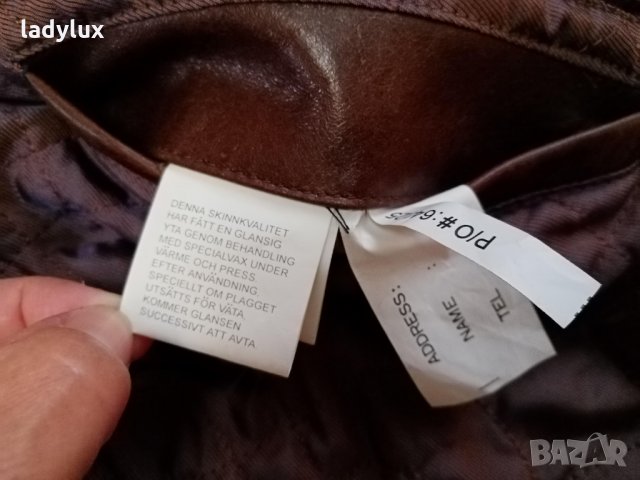 ladylux
DENNA SKINNKVALITET
HAR FÅTT EN GLANSIG
YTA GENOM BEHANDLING
MED SPECIALVAX UNDER
VÄRME OCH PRESS.
EFTER ANVÄNDNING,
SPECIELLT OM PLAGGET
UTSÄTTS FÖR VÄTA,
KOMMER GLANSEN
SUCCESSIVT ATT AVTA
P/O #:
TEL
NAME :
ADDRESS:
BAZAR